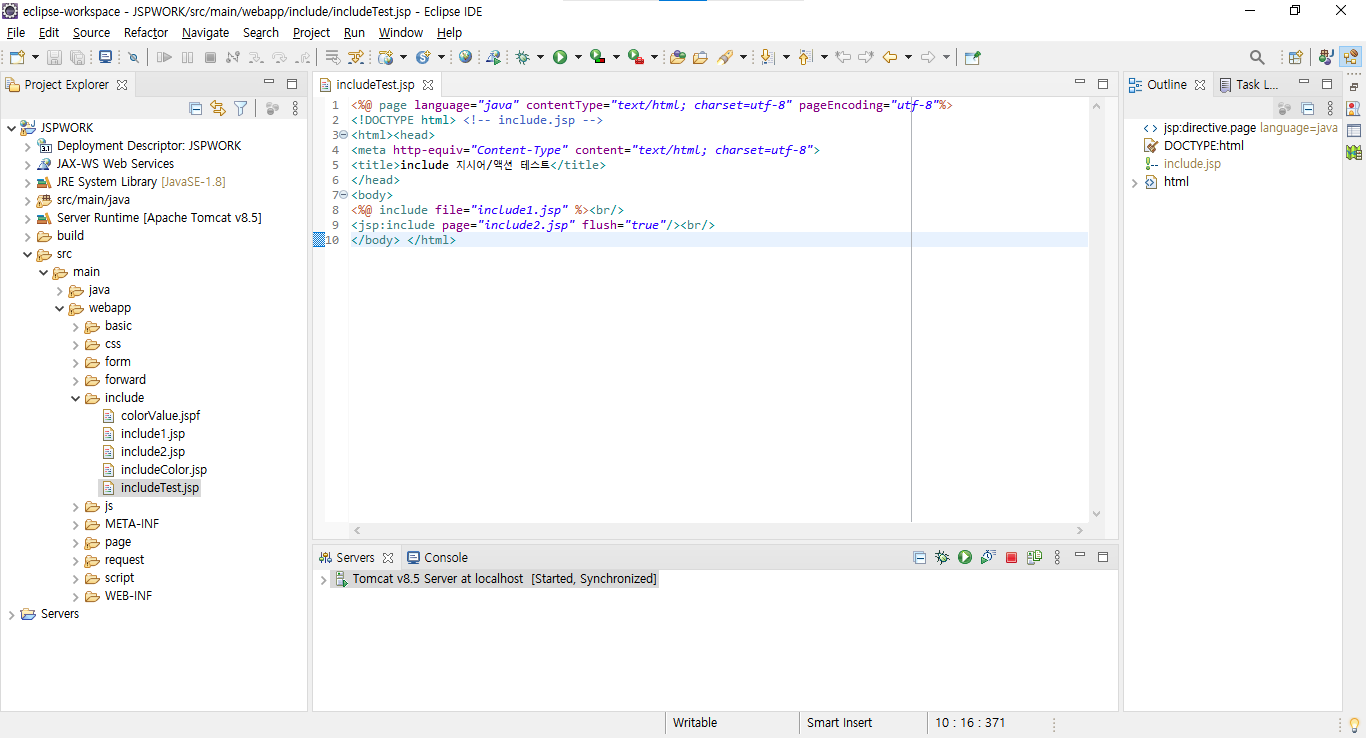 eclipse-workspace - JSPWORK/src/main/webapp/include/includeTest.jsp - Eclipse IDE
File Edit Source Refactor Navigate Search Project Run Window Help
Project Explorer
JSPWORK
Deployment Descriptor: JSPWORK
JAX-WS Web Services
JRE System Library [JavaSE-1.8]
src/main/java
Server Runtime [Apache Tomcat v8.5]
build
src
main
java
webapp
basic
css
form
forward
include
colorValue.jspf
include1.jsp
include2.jsp
includeColor.jsp
includeTest.jsp
js
META-INF
page
request
script
WEB-INF
Servers
includeTest.jsp
1 <%@ page language="java" contentType="text/html; charset=utf-8" pageEncoding="utf-8"%>
2 <!DOCTYPE html> <!-- include.jsp -->
3 <html><head>
4 <meta http-equiv="Content-Type" content="text/html; charset=utf-8">
5 <title>include 지시어/액션 테스트</title>
6 </head>
7 <body>
8 <%@ include file="include1.jsp" %><br/>
9 <jsp:include page="include2.jsp" flush="true"/><br/>
10 </body> </html>
Servers Console
Tomcat v8.5 Server at localhost [Started, Synchronized]
Outline Task L...
jsp:directive.page language=java
DOCTYPE:html
include.jsp
html
Writable Smart Insert 10 : 16 : 371